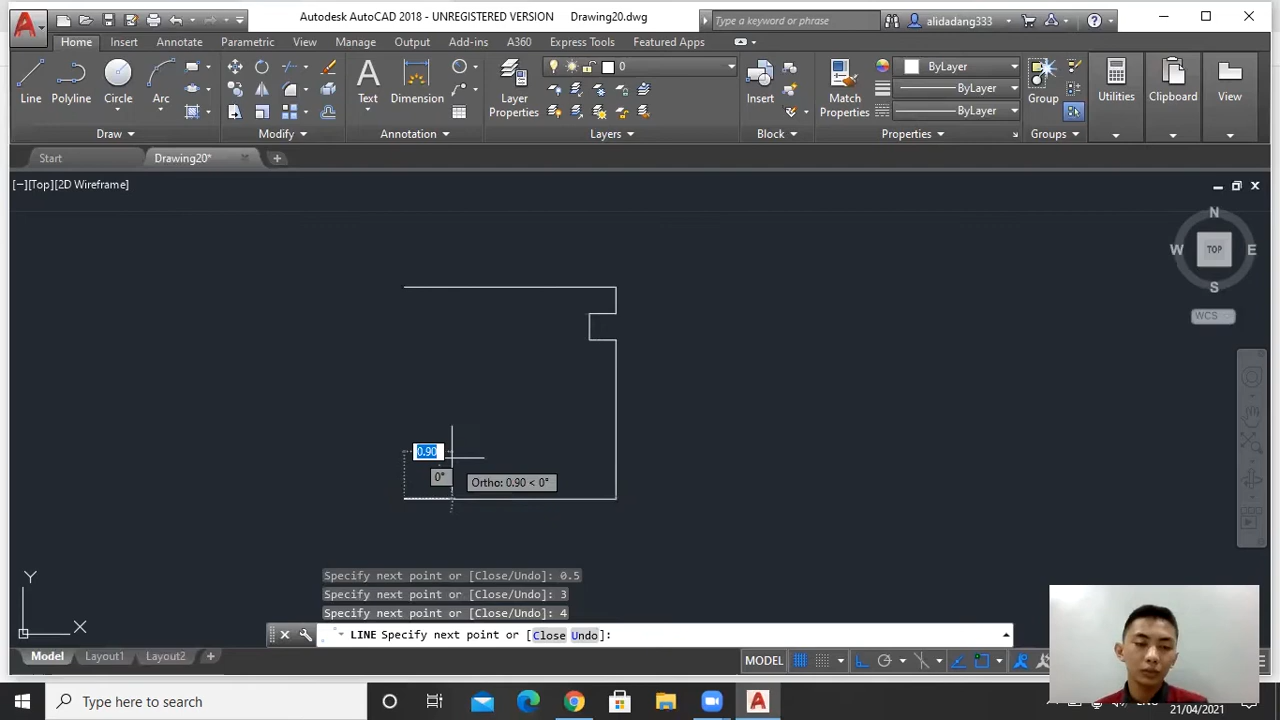 Autodesk AutoCAD 2018 - UNREGISTERED VERSION Drawing20.dwg
Type a keyword or phrase
alidadang333
Home Insert Annotate Parametric View Manage Output Add-ins A360 Express Tools Featured Apps
Line Polyline Circle Arc
Text Dimension
Layer Properties
0
Insert
Match Properties
ByLayer
ByLayer
ByLayer
Group
Utilities Clipboard View
Draw Modify Annotation Layers Block Properties Groups
Start Drawing20*
[−][Top][2D Wireframe]
N
W TOP E
S
WCS
0.90
0°
Ortho: 0.90 < 0°
Specify next point or [Close/Undo]: 0.5
Specify next point or [Close/Undo]: 3
Specify next point or [Close/Undo]: 4
Y
X
LINE Specify next point or [Close Undo]:
Model Layout1 Layout2
MODEL
Type here to search
21/04/2021